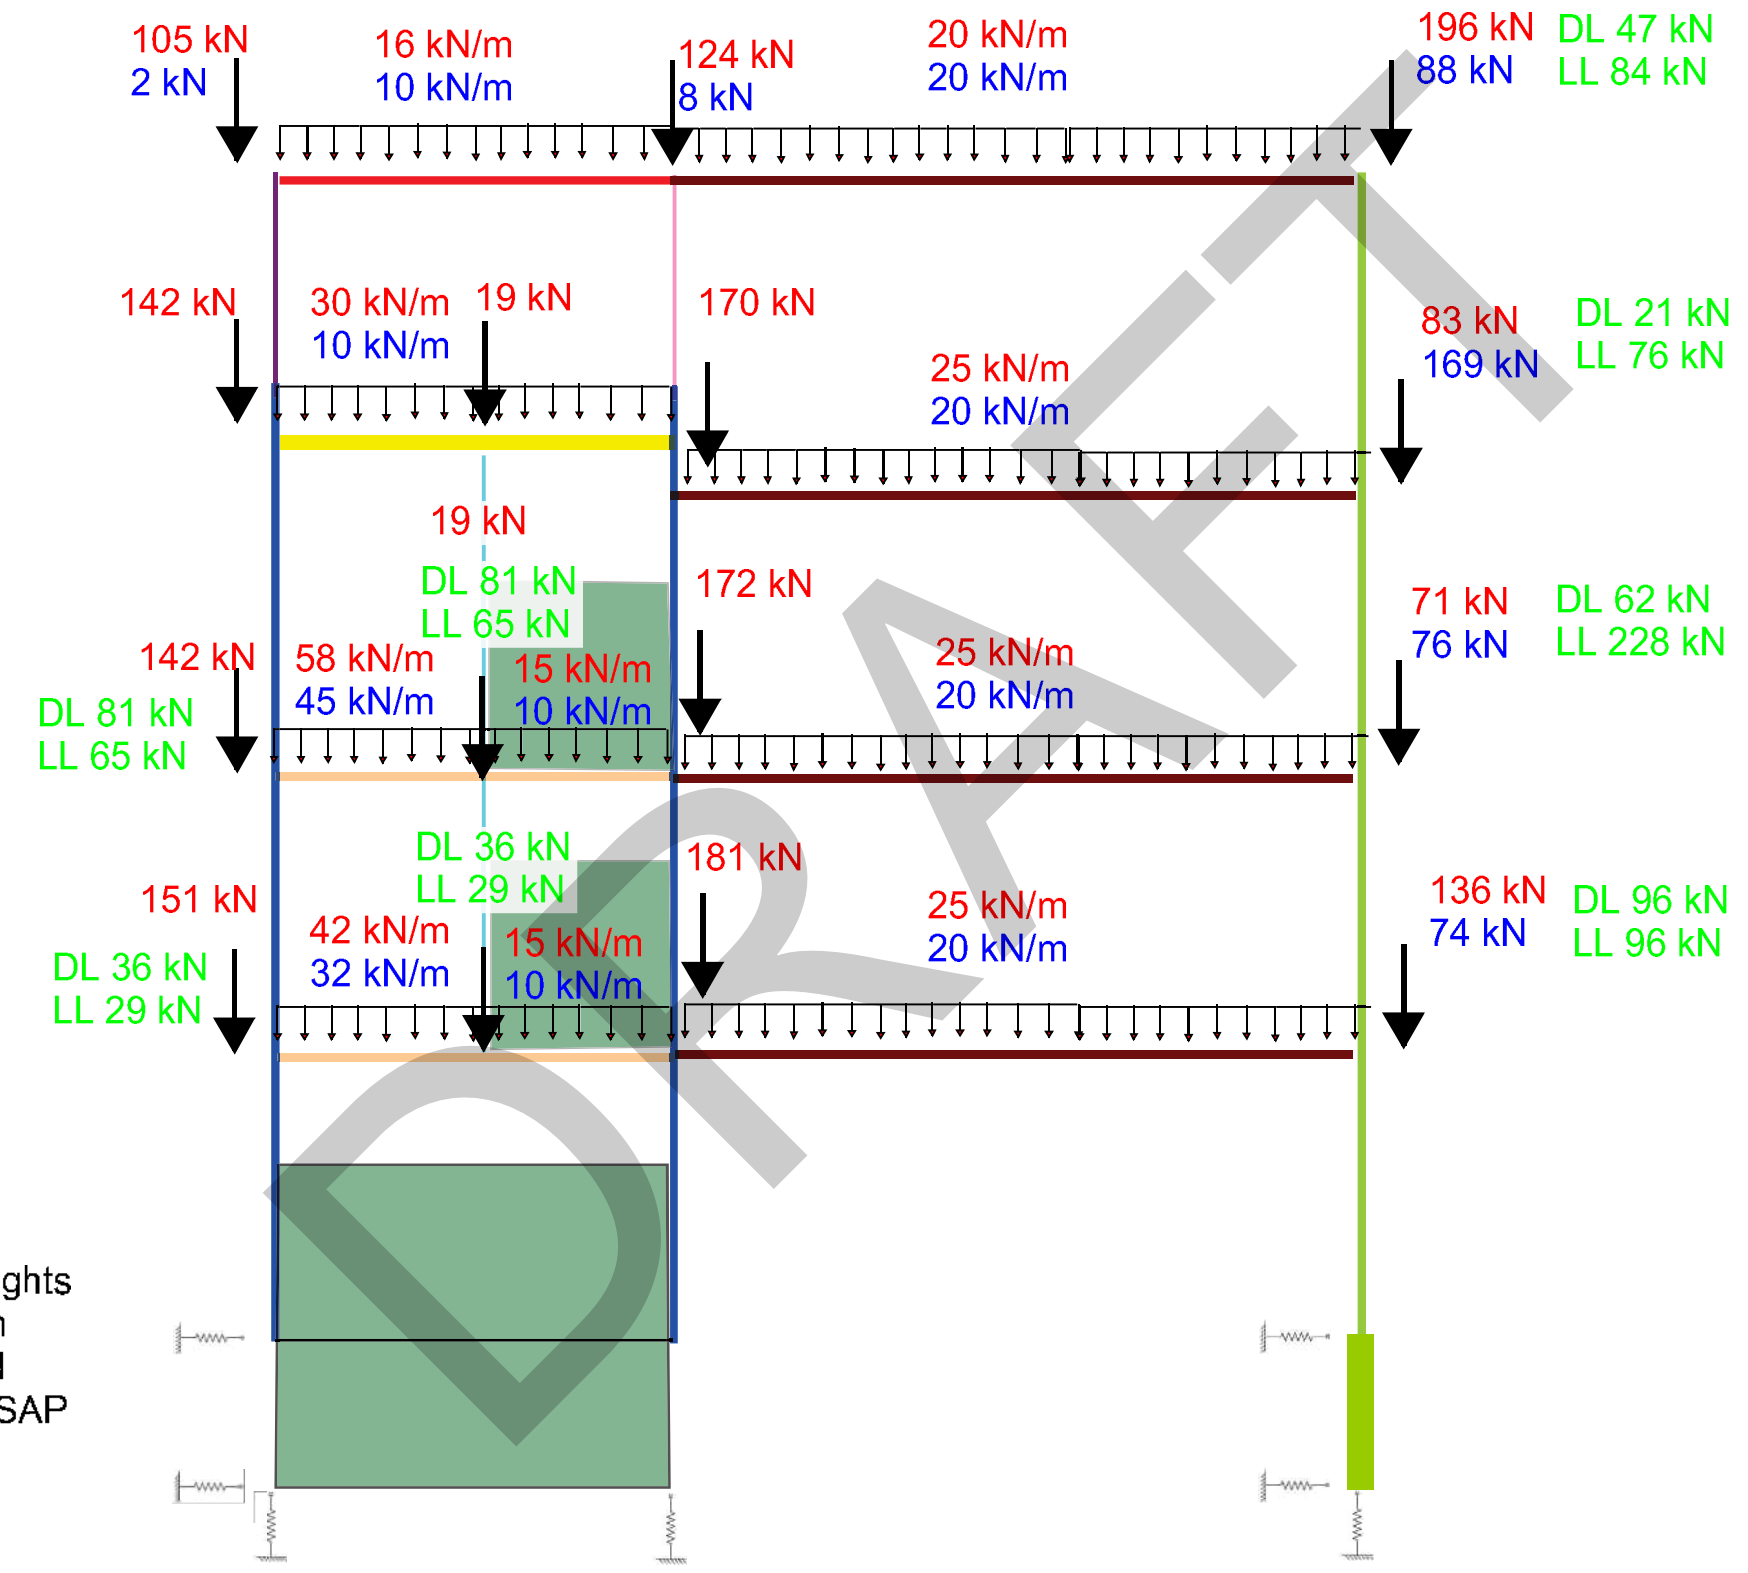 105 kN
2 kN
16 kN/m
10 kN/m
124 kN
8 kN
20 kN/m
20 kN/m
196 kN
88 kN
DL 47 kN
LL 84 kN
142 kN
30 kN/m
10 kN/m
19 kN
170 kN
25 kN/m
20 kN/m
83 kN
169 kN
DL 21 kN
LL 76 kN
19 kN
DL 81 kN
LL 65 kN
172 kN
142 kN
DL 81 kN
LL 65 kN
58 kN/m
45 kN/m
15 kN/m
10 kN/m
25 kN/m
20 kN/m
71 kN
76 kN
DL 62 kN
LL 228 kN
DL 36 kN
LL 29 kN
181 kN
151 kN
DL 36 kN
LL 29 kN
42 kN/m
32 kN/m
15 kN/m
10 kN/m
25 kN/m
20 kN/m
136 kN
74 kN
DL 96 kN
LL 96 kN
DRAFT
ghts
SAP